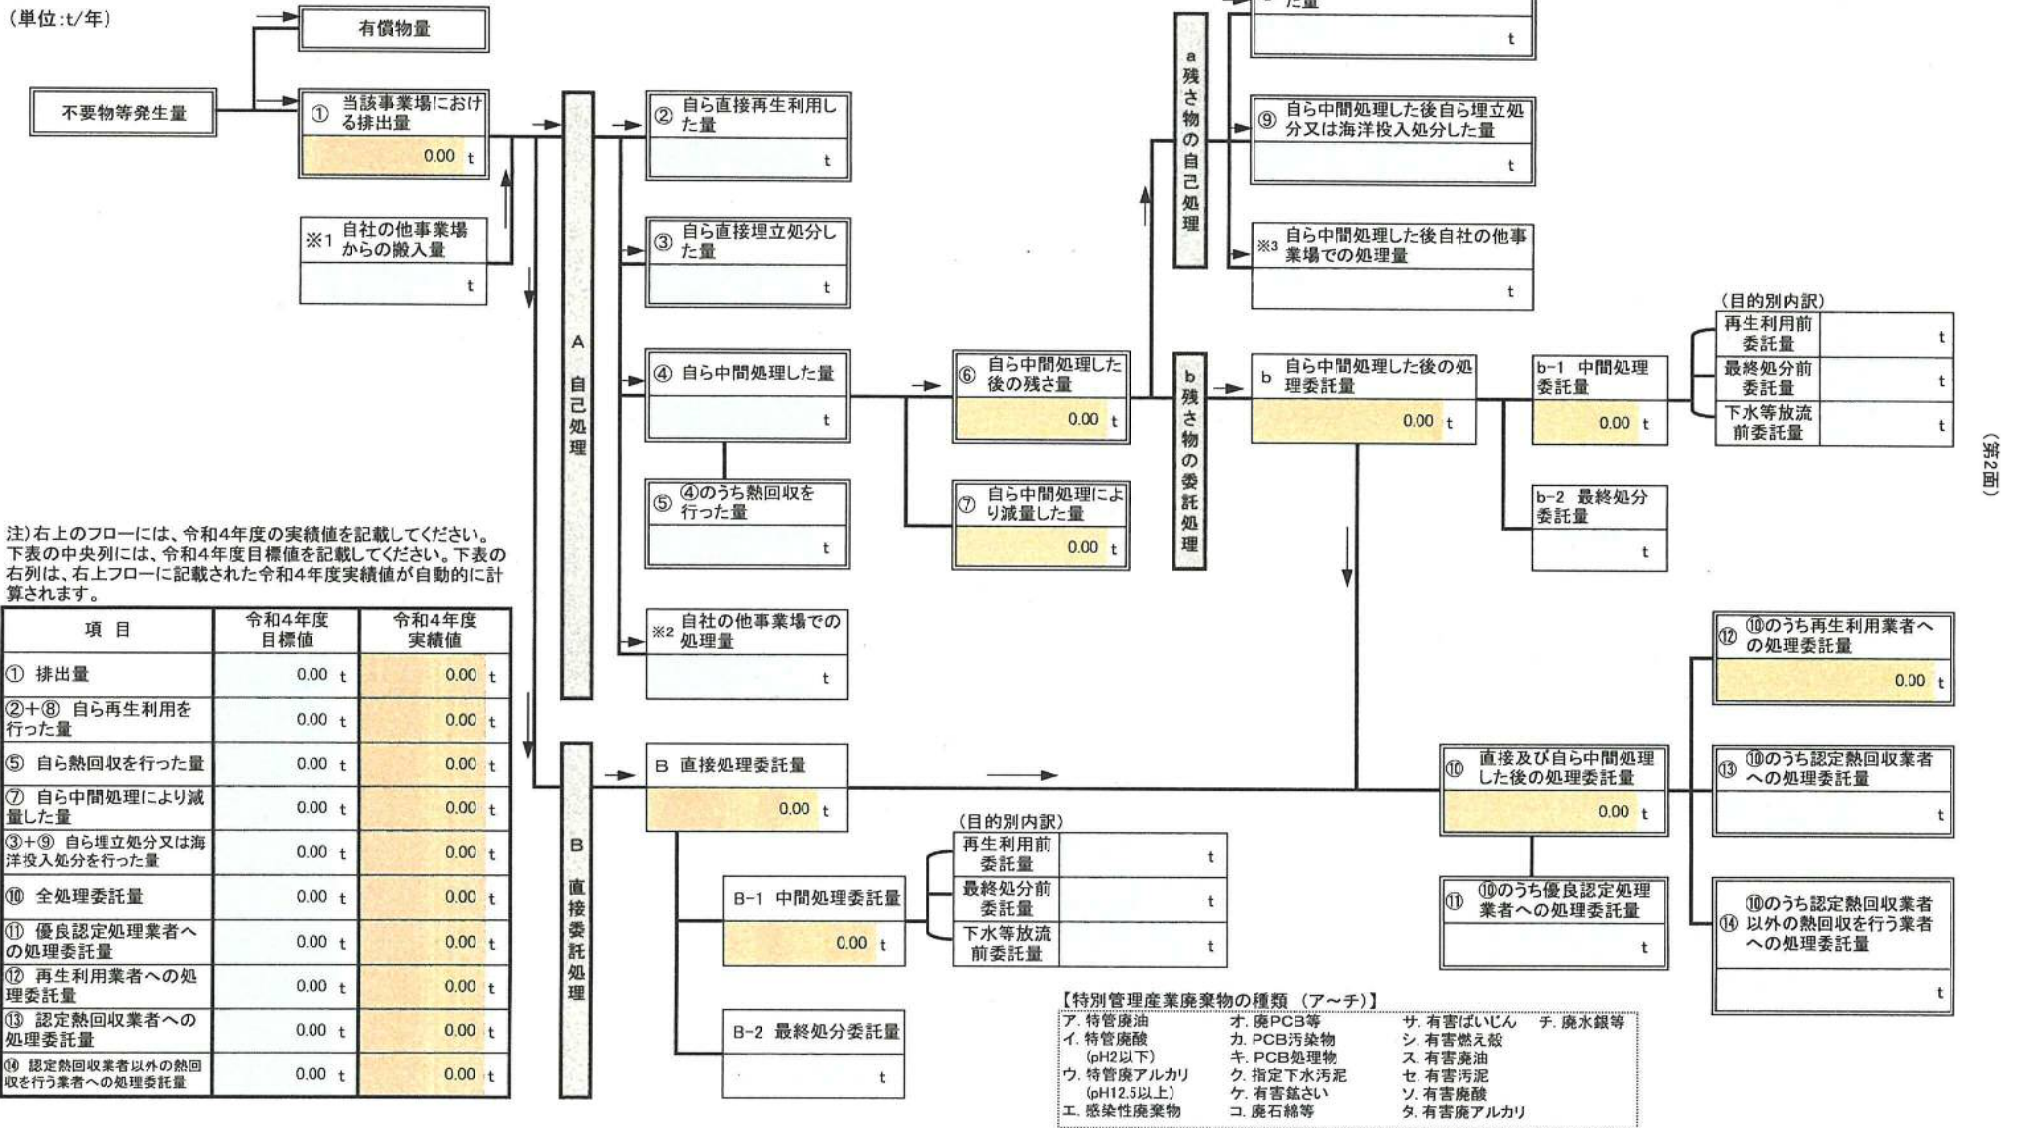 (単位:t/年)
有償物量
不要物等発生量
① 当該事業場におけ
る排出量
0.00 t
※1 自社の他事業場
からの搬入量
t
A 自己処理
② 自ら直接再生利用し
た量
t
③ 自ら直接埋立処分し
た量
t
④ 自ら中間処理した量
t
⑤ ④のうち熱回収を
行った量
t
※2 自社の他事業場での
処理量
t
⑥ 自ら中間処理した
後の残さ量
0.00 t
⑦ 自ら中間処理によ
り減量した量
0.00 t
a 残さ物の自己処理
た量
t
⑨ 自ら中間処理した後自ら埋立処
分又は海洋投入処分した量
t
※3 自ら中間処理した後自社の他事
業場での処理量
t
b 残さ物の委託処理
b 自ら中間処理した後の処
理委託量
0.00 t
b-1 中間処理
委託量
0.00 t
(目的別内訳)
再生利用前
委託量
t
最終処分前
委託量
t
下水等放流
前委託量
t
b-2 最終処分
委託量
t
(第2面)
注)右上のフローには、令和4年度の実績値を記載してください。
下表の中央列には、令和4年度目標値を記載してください。下表の
右列は、右上フローに記載された令和4年度実績値が自動的に計
算されます。
項 目 令和4年度 令和4年度
目標値 実績値
① 排出量 0.00 t 0.00 t
②+⑧ 自ら再生利用を
行った量 0.00 t 0.00 t
⑤ 自ら熱回収を行った量 0.00 t 0.00 t
⑦ 自ら中間処理により減
量した量 0.00 t 0.00 t
③+⑨ 自ら埋立処分又は海
洋投入処分を行った量 0.00 t 0.00 t
⑩ 全処理委託量 0.00 t 0.00 t
⑪ 優良認定処理業者へ
の処理委託量 0.00 t 0.00 t
⑫ 再生利用業者への処
理委託量 0.00 t 0.00 t
⑬ 認定熱回収業者への
処理委託量 0.00 t 0.00 t
⑭ 認定熱回収業者以外の熱回
収を行う業者への処理委託量 0.00 t 0.00 t
B 直接委託処理
B 直接処理委託量
0.00 t
B-1 中間処理委託量
0.00 t
(目的別内訳)
再生利用前
委託量
t
最終処分前
委託量
t
下水等放流
前委託量
t
B-2 最終処分委託量
t
⑩ 直接及び自ら中間処理
した後の処理委託量
0.00 t
⑪ ⑩のうち優良認定処理
業者への処理委託量
t
⑫ ⑩のうち再生利用業者へ
の処理委託量
0.00 t
⑬ ⑩のうち認定熱回収業者
への処理委託量
t
⑩のうち認定熱回収業者
⑭ 以外の熱回収を行う業者
への処理委託量
t
【特別管理産業廃棄物の種類 (ア~チ)】
ア. 特管廃油 オ. 廃PCB等 サ. 有害ばいじん チ. 廃水銀等
イ. 特管廃酸 カ. PCB汚染物 シ. 有害燃え殻
(pH2以下) キ. PCB処理物 ス. 有害廃油
ウ. 特管廃アルカリ ク. 指定下水汚泥 セ. 有害汚泥
(pH12.5以上) ケ. 有害鉱さい ソ. 有害廃酸
エ. 感染性廃棄物 コ. 廃石綿等 タ. 有害廃アルカリ